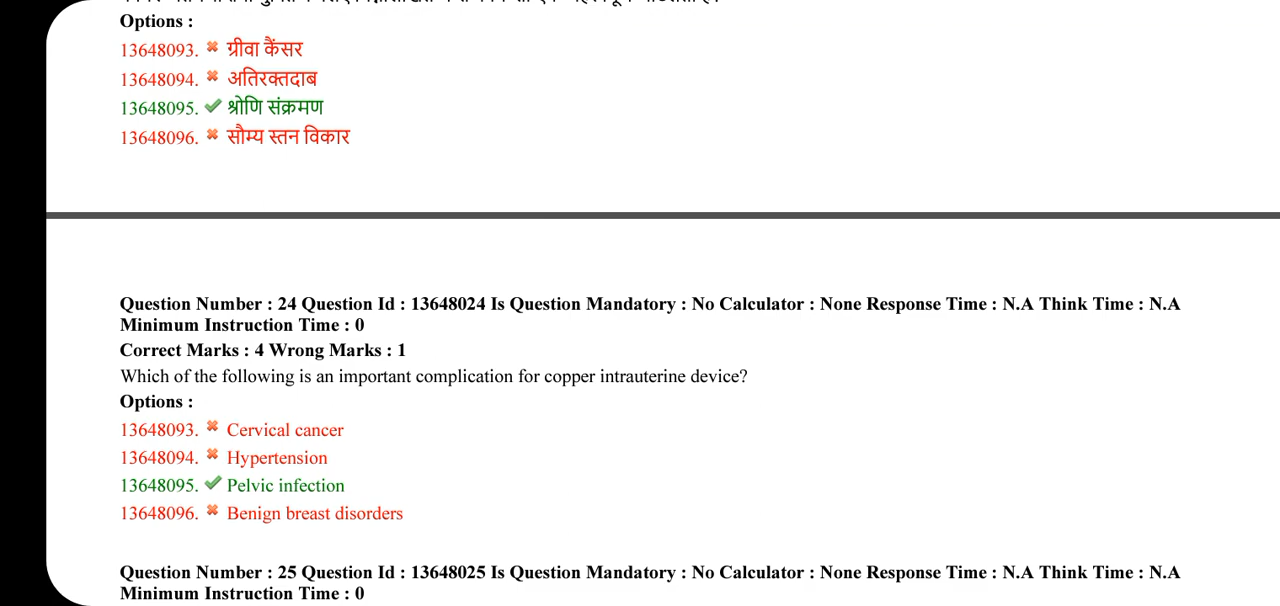 Options :
13648093. ✖ ग्रीवा कैंसर
13648094. ✖ अतिरक्तदाब
13648095. ✔ श्रोणि संक्रमण
13648096. ✖ सौम्य स्तन विकार
Question Number : 24 Question Id : 13648024 Is Question Mandatory : No Calculator : None Response Time : N.A Think Time : N.A
Minimum Instruction Time : 0
Correct Marks : 4 Wrong Marks : 1
Which of the following is an important complication for copper intrauterine device?
Options :
13648093. ✖ Cervical cancer
13648094. ✖ Hypertension
13648095. ✔ Pelvic infection
13648096. ✖ Benign breast disorders
Question Number : 25 Question Id : 13648025 Is Question Mandatory : No Calculator : None Response Time : N.A Think Time : N.A
Minimum Instruction Time : 0